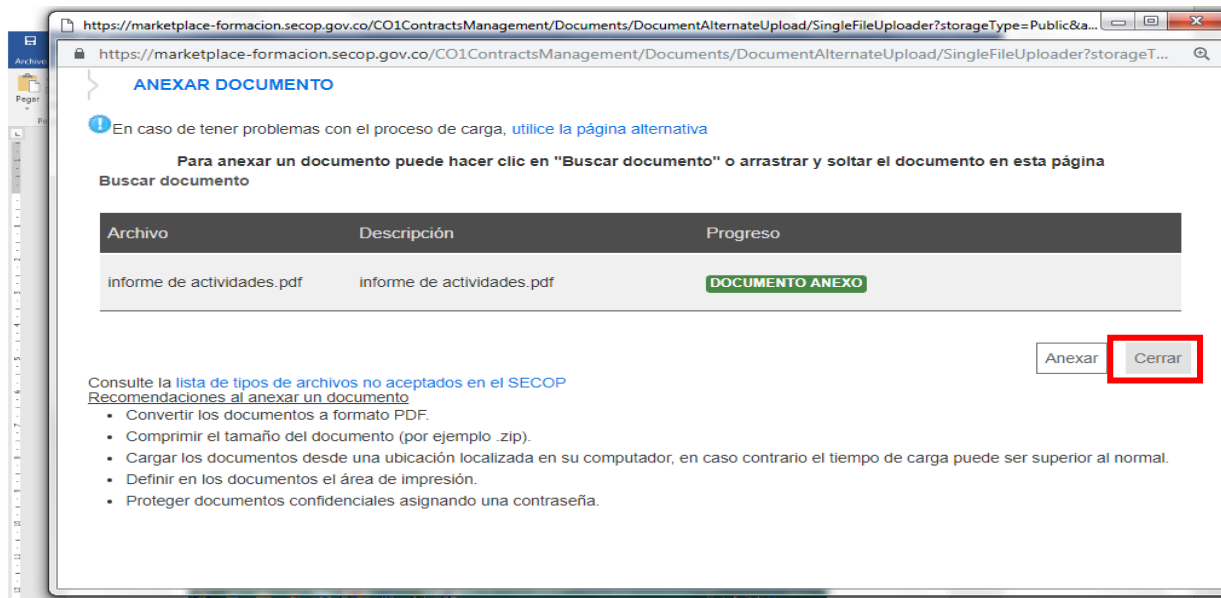 https://marketplace-formacion.secop.gov.co/CO1ContractsManagement/Documents/DocumentAlternateUpload/SingleFileUploader?storageType=Public&a...
https://marketplace-formacion.secop.gov.co/CO1ContractsManagement/Documents/DocumentAlternateUpload/SingleFileUploader?storageT...
Archivo
Pegar
ANEXAR DOCUMENTO
En caso de tener problemas con el proceso de carga, utilice la página alternativa
Para anexar un documento puede hacer clic en "Buscar documento" o arrastrar y soltar el documento en esta página
Buscar documento
Archivo Descripción Progreso
informe de actividades.pdf informe de actividades.pdf DOCUMENTO ANEXO
Anexar Cerrar
Consulte la lista de tipos de archivos no aceptados en el SECOP
Recomendaciones al anexar un documento
• Convertir los documentos a formato PDF.
• Comprimir el tamaño del documento (por ejemplo .zip).
• Cargar los documentos desde una ubicación localizada en su computador, en caso contrario el tiempo de carga puede ser superior al normal.
• Definir en los documentos el área de impresión.
• Proteger documentos confidenciales asignando una contraseña.